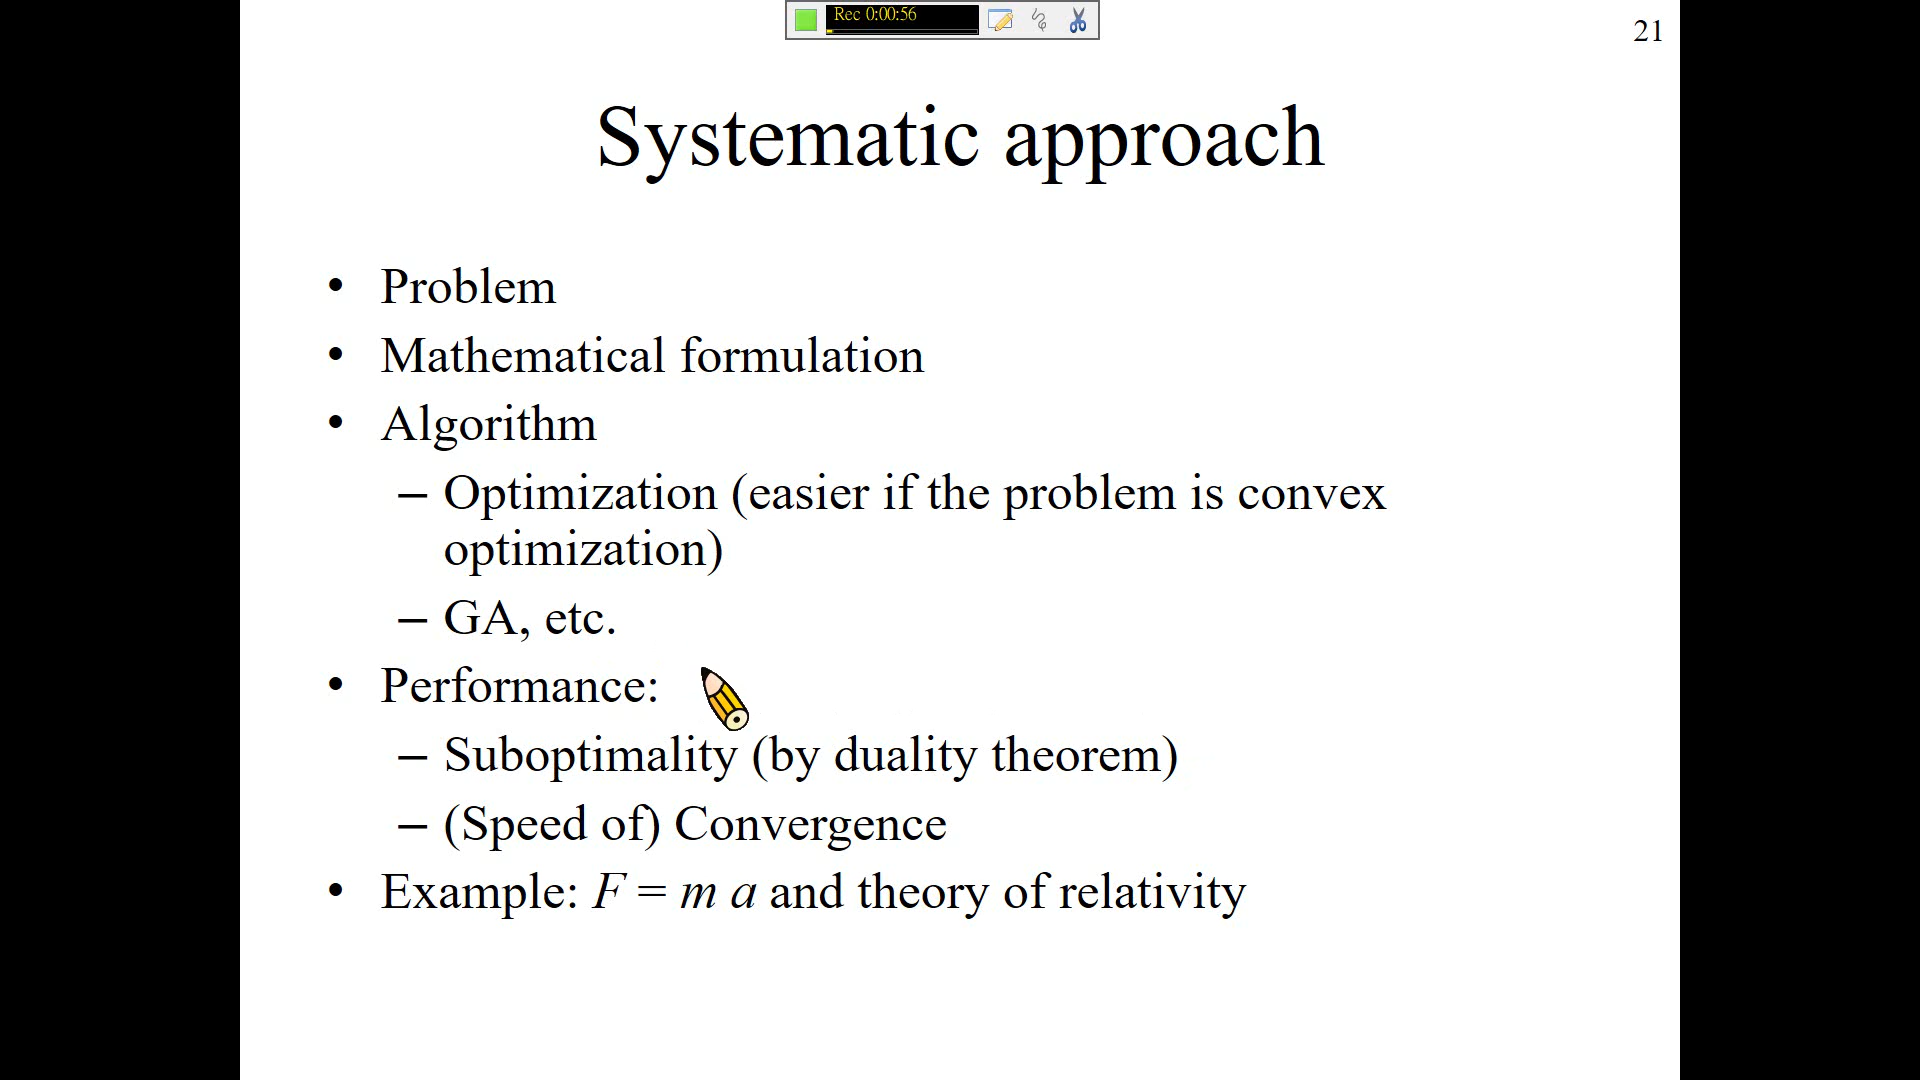 Rec 0:00:56
21
Systematic approach
• Problem
• Mathematical formulation
• Algorithm
– Optimization (easier if the problem is convex
optimization)
– GA, etc.
• Performance:
– Suboptimality (by duality theorem)
– (Speed of) Convergence
• Example: F = m a and theory of relativity